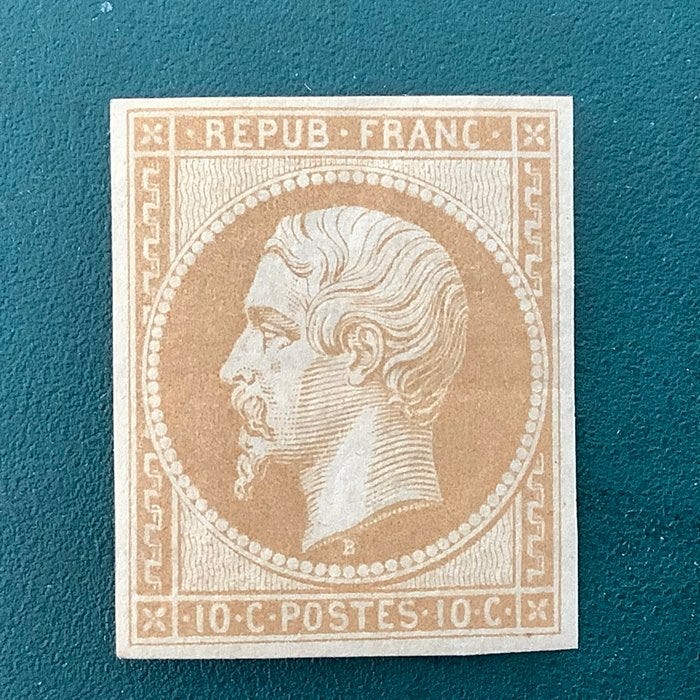 · REPUB · FRANC ·
B
· 10 · C · POSTES · 10 · C ·